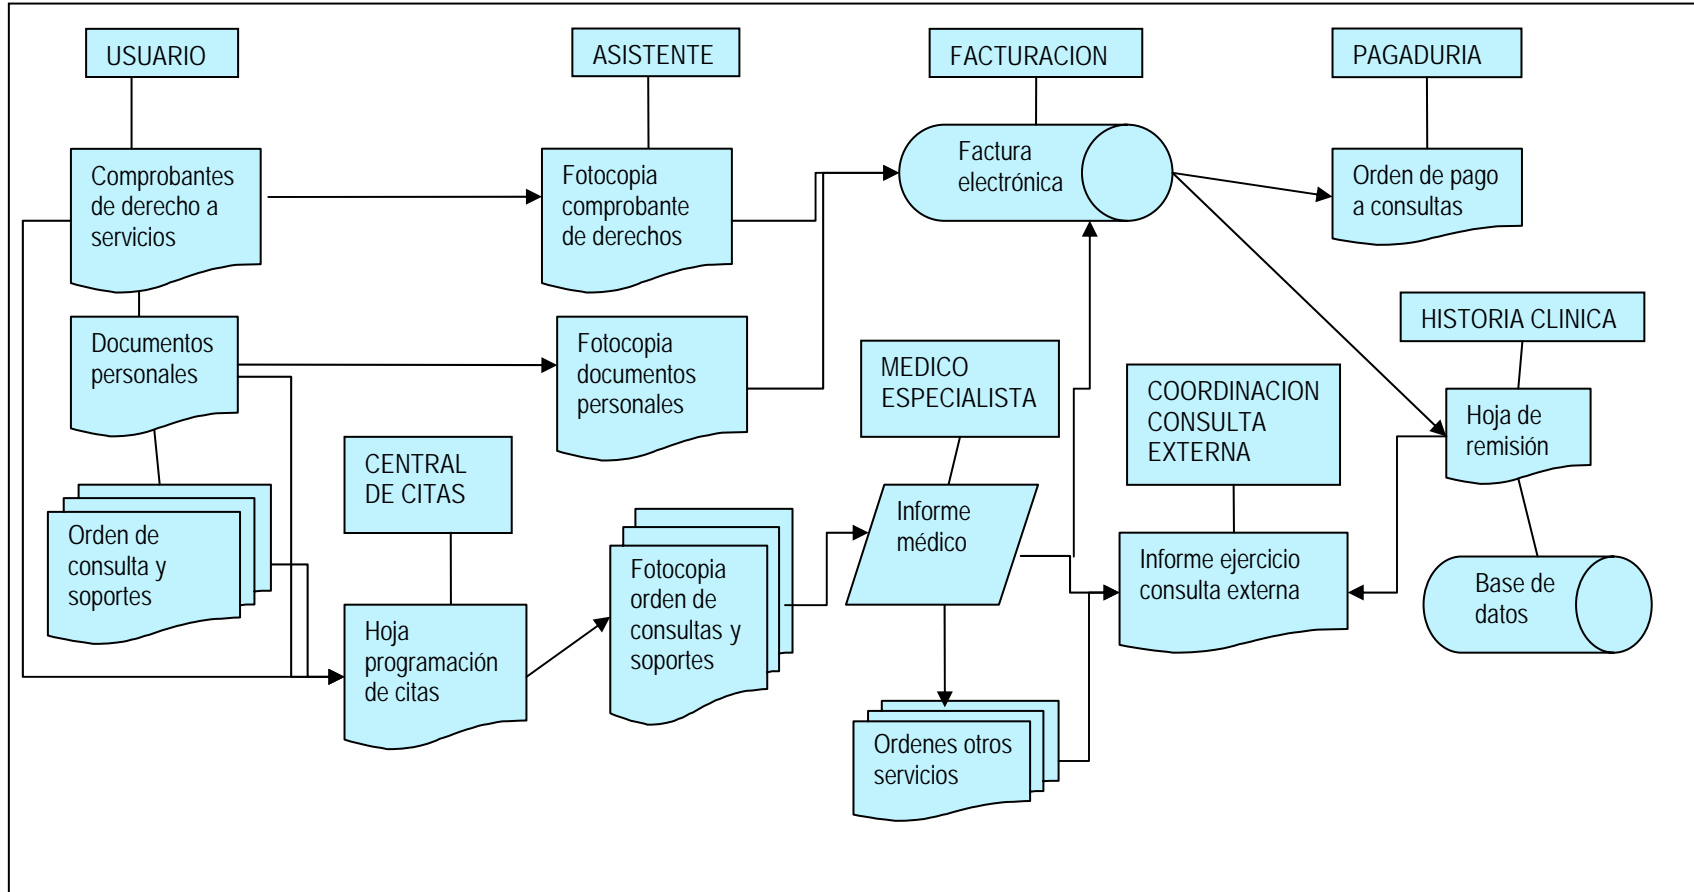 USUARIO
ASISTENTE
FACTURACION
PAGADURIA
Comprobantes
de derecho a
servicios
Fotocopia
comprobante
de derechos
Factura
electrónica
Orden de pago
a consultas
HISTORIA CLINICA
Documentos
personales
Fotocopia
documentos
personales
MEDICO
ESPECIALISTA
COORDINACION
CONSULTA
EXTERNA
Hoja de
remisión
CENTRAL
DE CITAS
Orden de
consulta y
soportes
Fotocopia
orden de
consultas y
soportes
Informe
médico
Informe ejercicio
consulta externa
Base de
datos
Hoja
programación
de citas
Ordenes otros
servicios